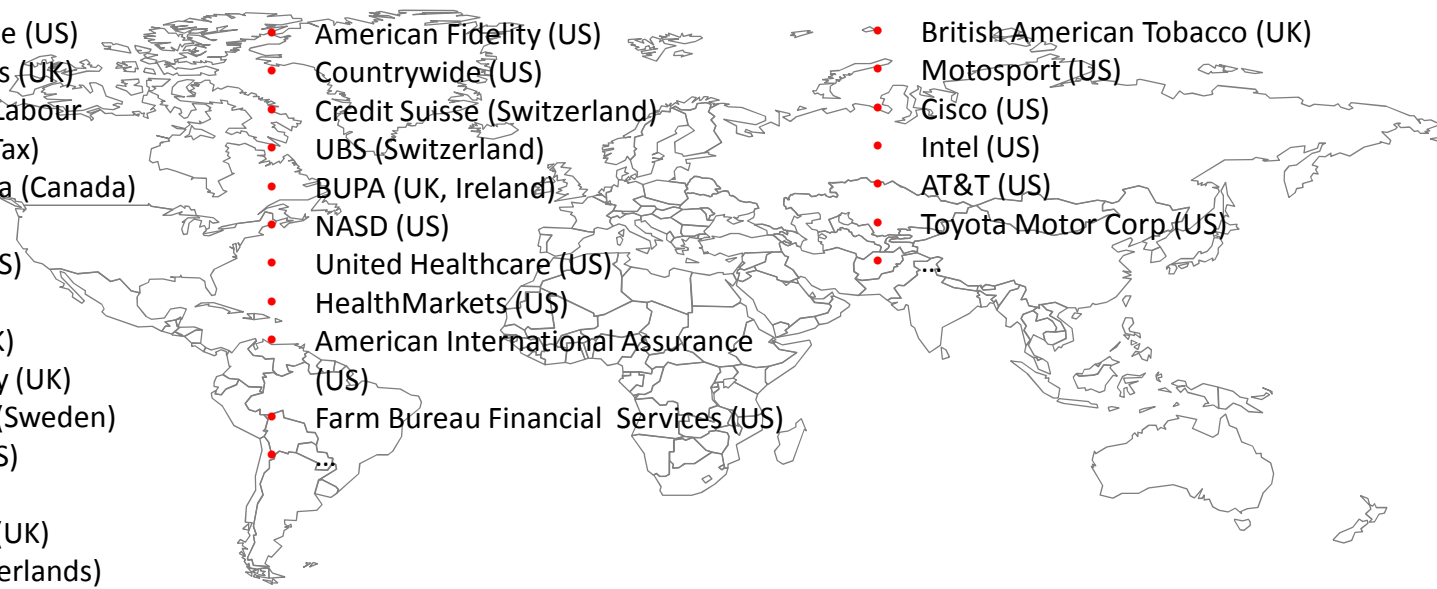 e (US)
s (UK)
Labour
Tax)
a (Canada)
S)
K)
y (UK)
(Sweden)
S)
(UK)
erlands)
• American Fidelity (US)
• Countrywide (US)
• Credit Suisse (Switzerland)
• UBS (Switzerland)
• BUPA (UK, Ireland)
• NASD (US)
• United Healthcare (US)
• HealthMarkets (US)
• American International Assurance
(US)
• Farm Bureau Financial Services (US)
• ...
• British American Tobacco (UK)
• Motosport (US)
• Cisco (US)
• Intel (US)
• AT&T (US)
• Toyota Motor Corp (US)
• ...